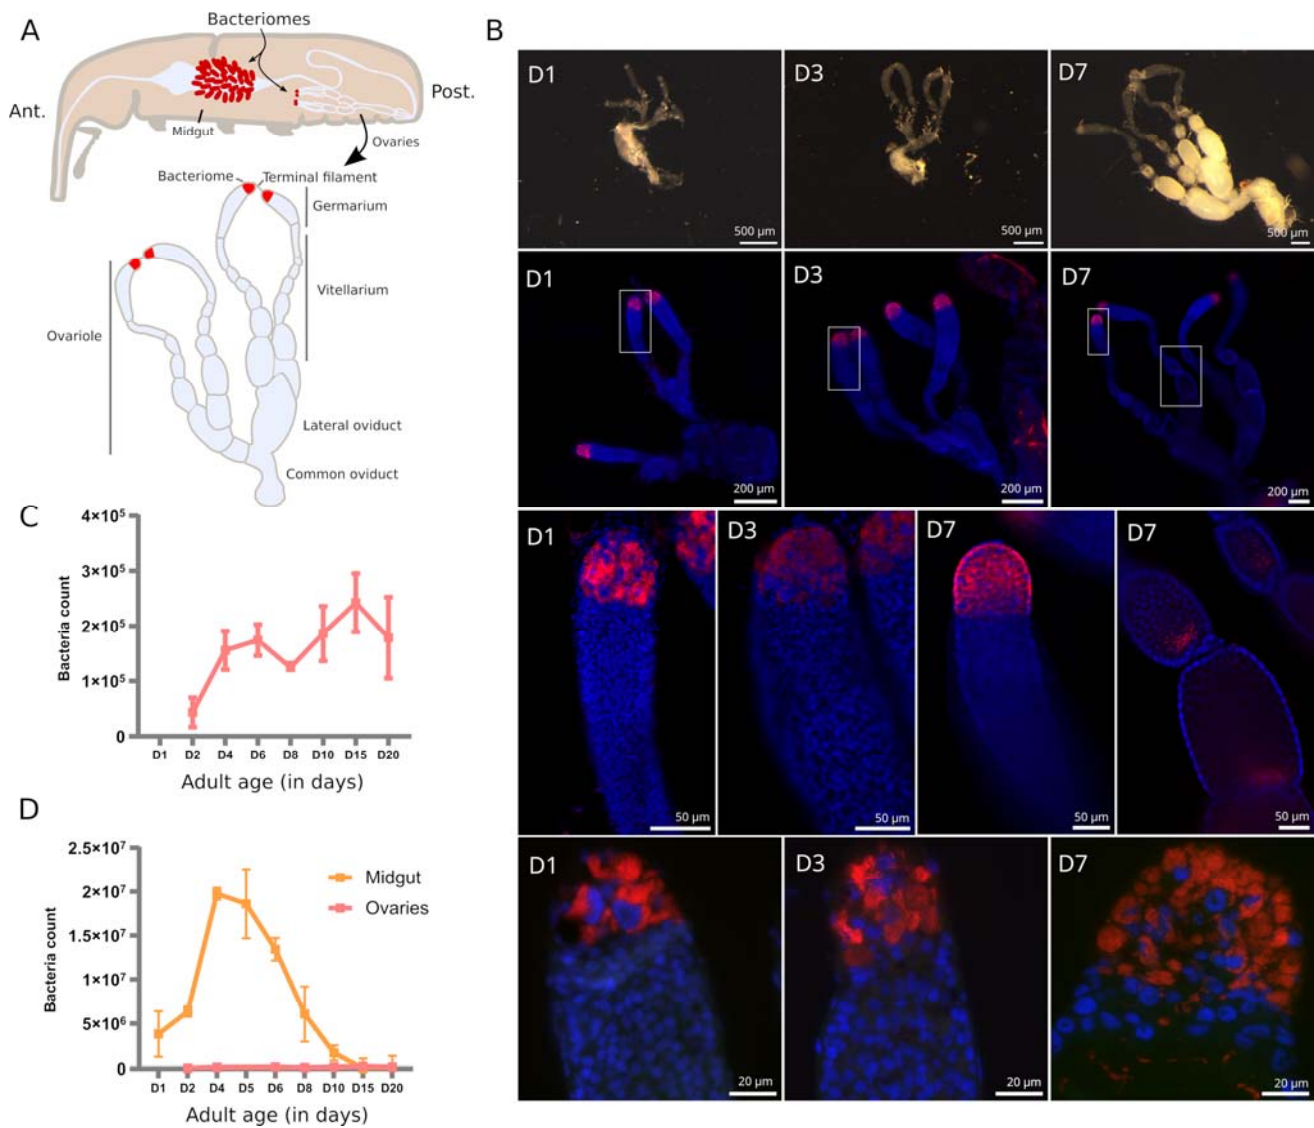 A
Bacteriomes
Ant.
Post.
Midgut
Ovaries
Bacteriome
Terminal filament
Germarium
Vitellarium
Ovariole
Lateral oviduct
Common oviduct
B
D1
500 µm
D3
500 µm
D7
500 µm
D1
200 µm
D3
200 µm
D7
200 µm
D1
50 µm
D3
50 µm
D7
50 µm
D7
50 µm
D1
20 µm
D3
20 µm
D7
20 µm
C
Bacteria count
4×10⁵
3×10⁵
2×10⁵
1×10⁵
0
D1 D2 D4 D6 D8 D10 D15 D20
Adult age (in days)
D
Bacteria count
2.5×10⁷
2×10⁷
1.5×10⁷
1×10⁷
5×10⁶
0
Midgut
Ovaries
D1 D2 D4 D5 D6 D8 D10 D15 D20
Adult age (in days)